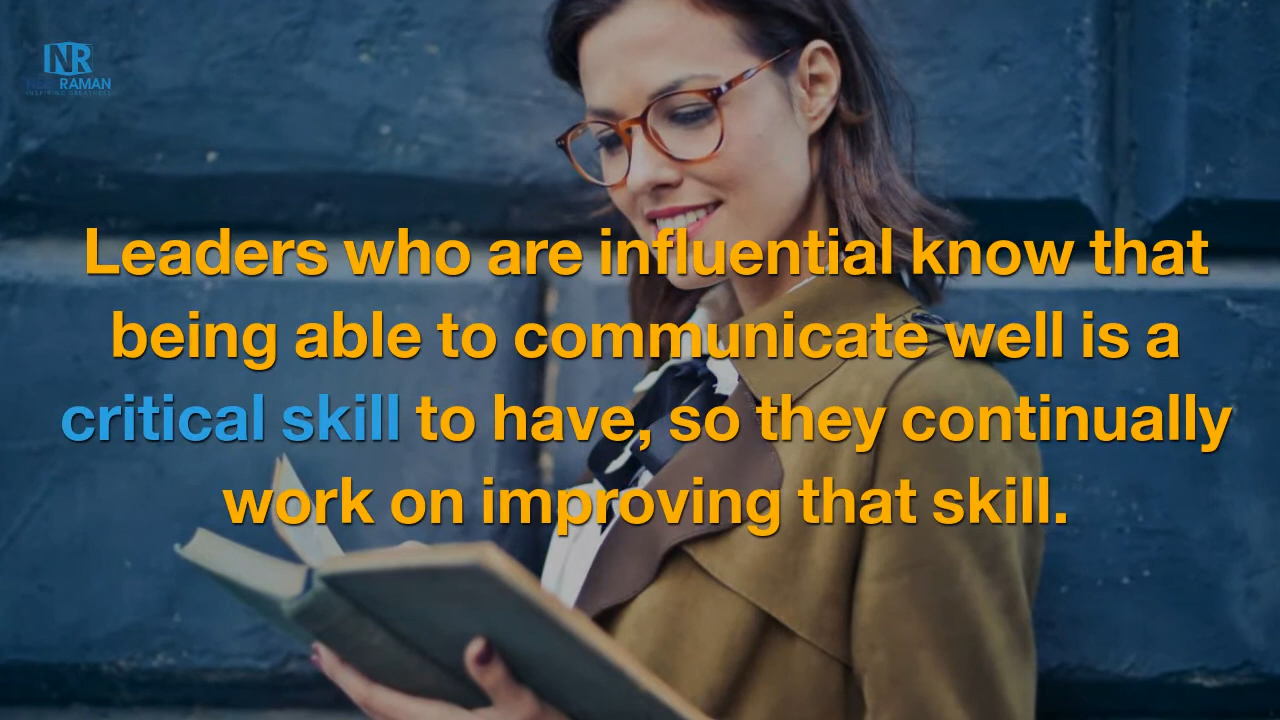 NR
RAMAN
Leaders who are influential know that
being able to communicate well is a
critical skill to have, so they continually
work on improving that skill.